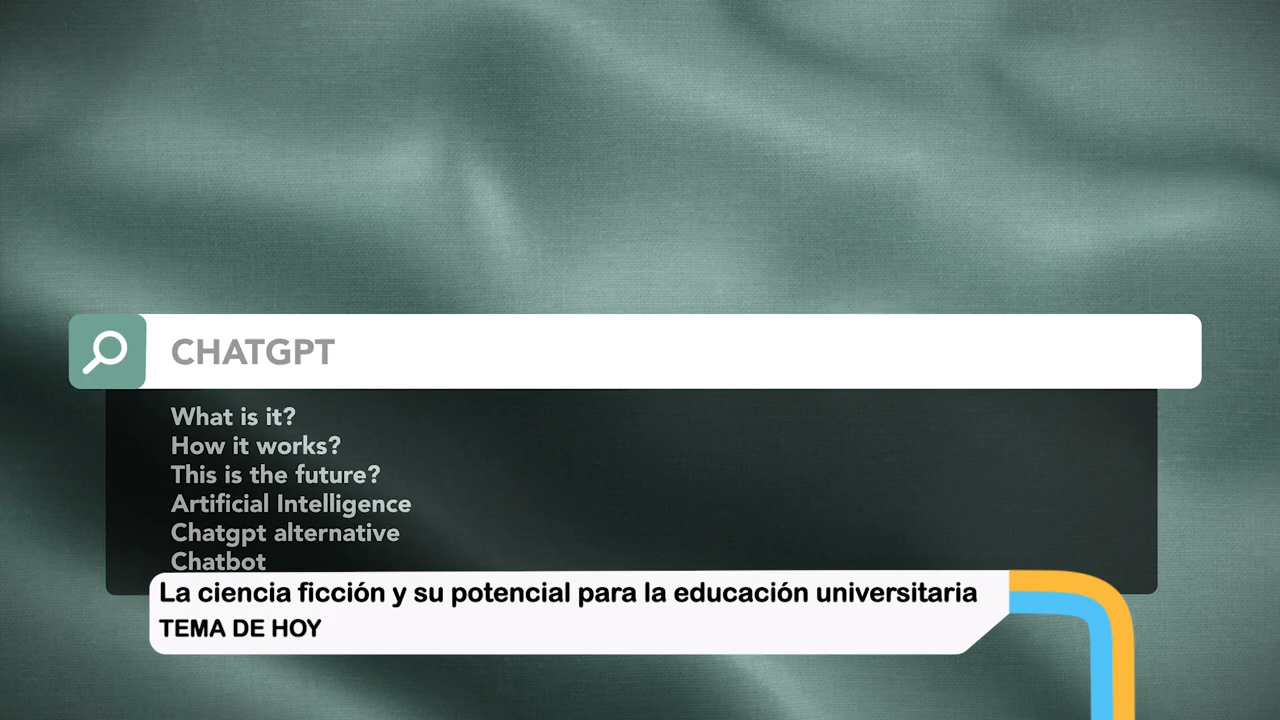 CHATGPT
What is it?
How it works?
This is the future?
Artificial Intelligence
Chatgpt alternative
Chatbot
La ciencia ficción y su potencial para la educación universitaria
TEMA DE HOY